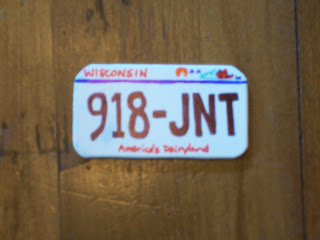 WISCONSIN
918-JNT
America's Dairyland